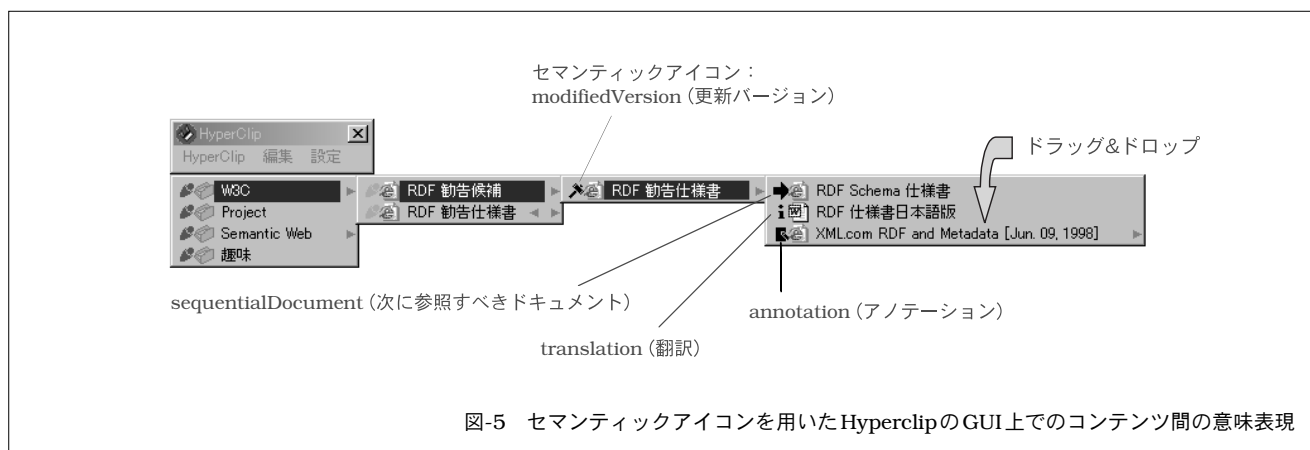 セマンティックアイコン：
modifiedVersion（更新バージョン）
HyperClip
HyperClip 編集 設定
ドラッグ&ドロップ
W3C
Project
Semantic Web
趣味
RDF 勧告候補
RDF 勧告仕様書
RDF 勧告仕様書
RDF Schema 仕様書
RDF 仕様書日本語版
XML.com RDF and Metadata [Jun. 09, 1998]
sequentialDocument（次に参照すべきドキュメント）
annotation（アノテーション）
translation（翻訳）
図-5 セマンティックアイコンを用いたHyperclipのGUI上でのコンテンツ間の意味表現